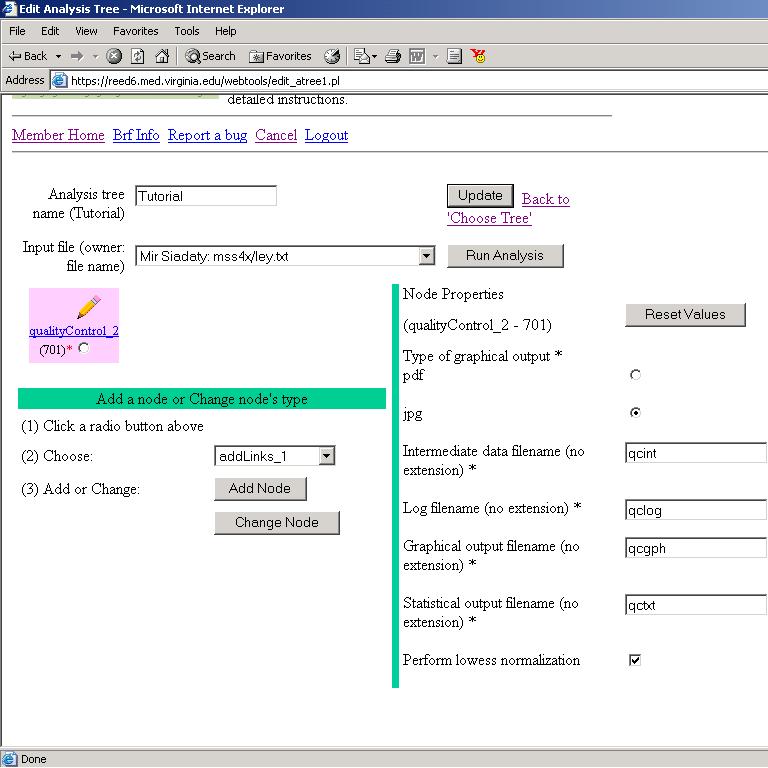 Edit Analysis Tree - Microsoft Internet Explorer
File Edit View Favorites Tools Help
Back Search Favorites
Address https://reed6.med.virginia.edu/webtools/edit_atree1.pl
detailed instructions.
Member Home Brf Info Report a bug Cancel Logout
Analysis tree
name (Tutorial)
Tutorial
Update Back to
'Choose Tree'
Input file (owner:
file name)
Mir Siadaty: mss4x/ley.txt
Run Analysis
qualityControl_2
(701)*
Add a node or Change node's type
(1) Click a radio button above
(2) Choose: addLinks_1
(3) Add or Change: Add Node
Change Node
Node Properties
(qualityControl_2 - 701)
Reset Values
Type of graphical output *
pdf
jpg
Intermediate data filename (no
extension) *
qcint
Log filename (no extension) * qclog
Graphical output filename (no
extension) *
qcgph
Statistical output filename (no
extension) *
qctxt
Perform lowess normalization
Done